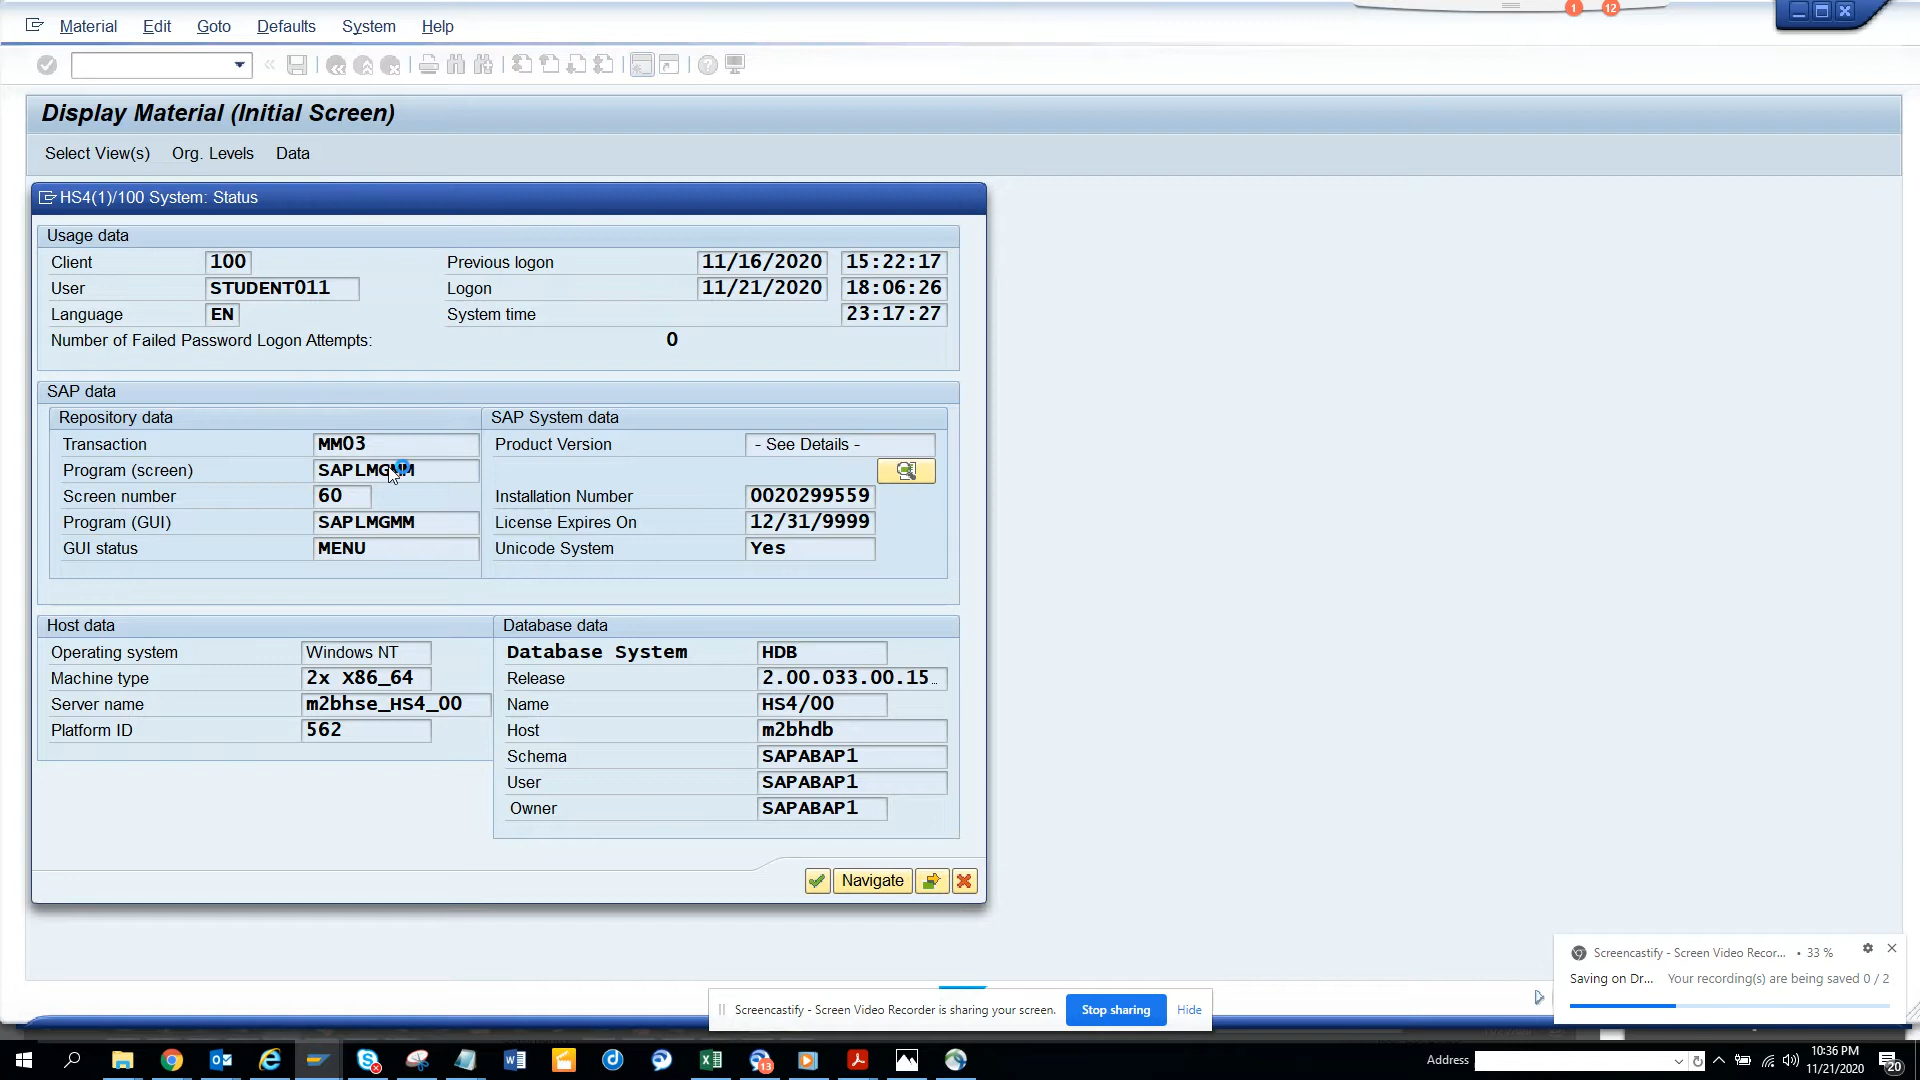 1 12
Material Edit Goto Defaults System Help
Display Material (Initial Screen)
Select View(s) Org. Levels Data
HS4(1)/100 System: Status
Usage data
Client 100 Previous logon 11/16/2020 15:22:17
User STUDENT011 Logon 11/21/2020 18:06:26
Language EN System time 23:17:27
Number of Failed Password Logon Attempts: 0
SAP data
Repository data SAP System data
Transaction MM03 Product Version - See Details -
Program (screen) SAPLMGMM
Screen number 60 Installation Number 0020299559
Program (GUI) SAPLMGMM License Expires On 12/31/9999
GUI status MENU Unicode System Yes
Host data Database data
Operating system Windows NT Database System HDB
Machine type 2x X86_64 Release 2.00.033.00.15…
Server name m2bhse_HS4_00 Name HS4/00
Platform ID 562 Host m2bhdb
Schema SAPABAP1
User SAPABAP1
Owner SAPABAP1
Navigate
Screencastify - Screen Video Recor... • 33 %
Saving on Dr... Your recording(s) are being saved 0 / 2
Screencastify - Screen Video Recorder is sharing your screen. Stop sharing Hide
13
Address
10:36 PM
11/21/2020
20